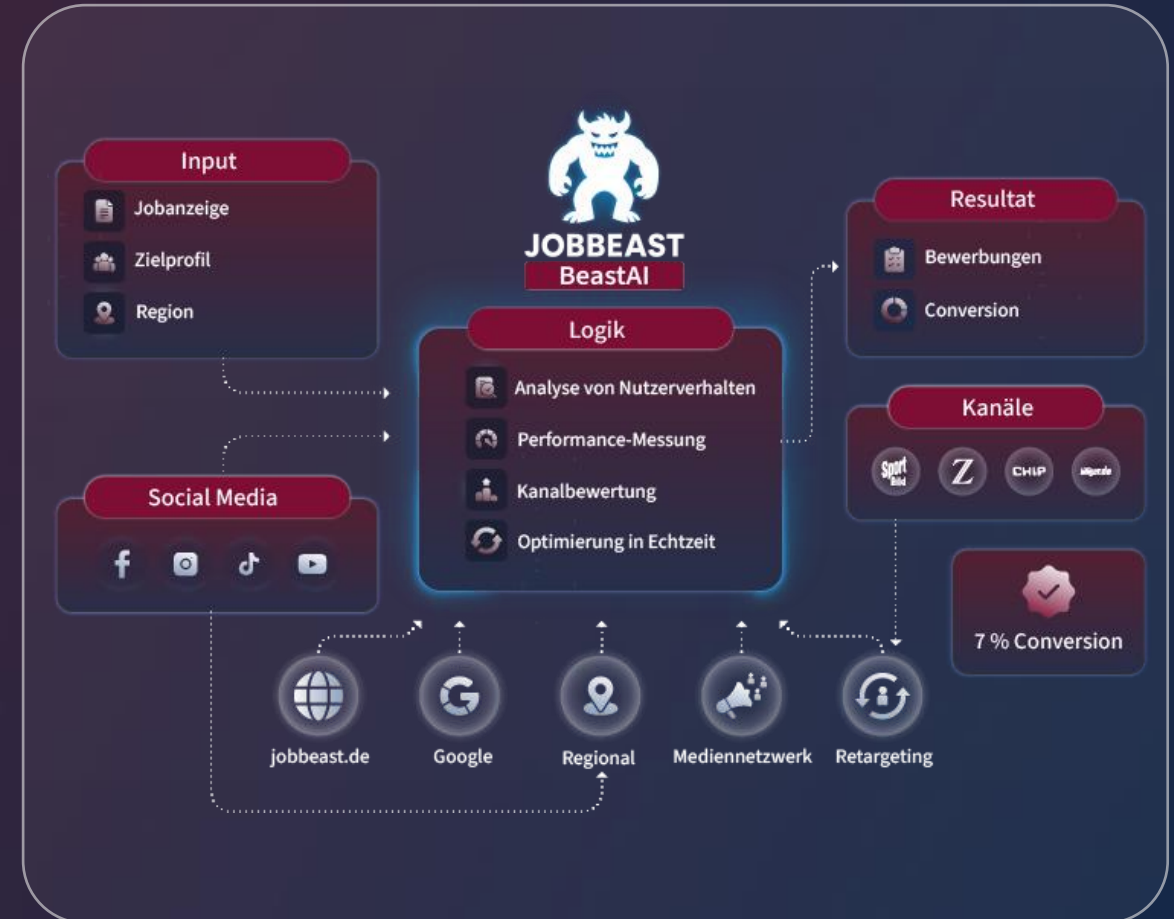 JOBBEAST
BeastAI
Input
Jobanzeige
Zielprofil
Region
Social Media
Logik
Analyse von Nutzerverhalten
Performance-Messung
Kanalbewertung
Optimierung in Echtzeit
Resultat
Bewerbungen
Conversion
Kanäle
Sport Bild
Z
CHIP
7 % Conversion
jobbeast.de
Google
Regional
Mediennetzwerk
Retargeting